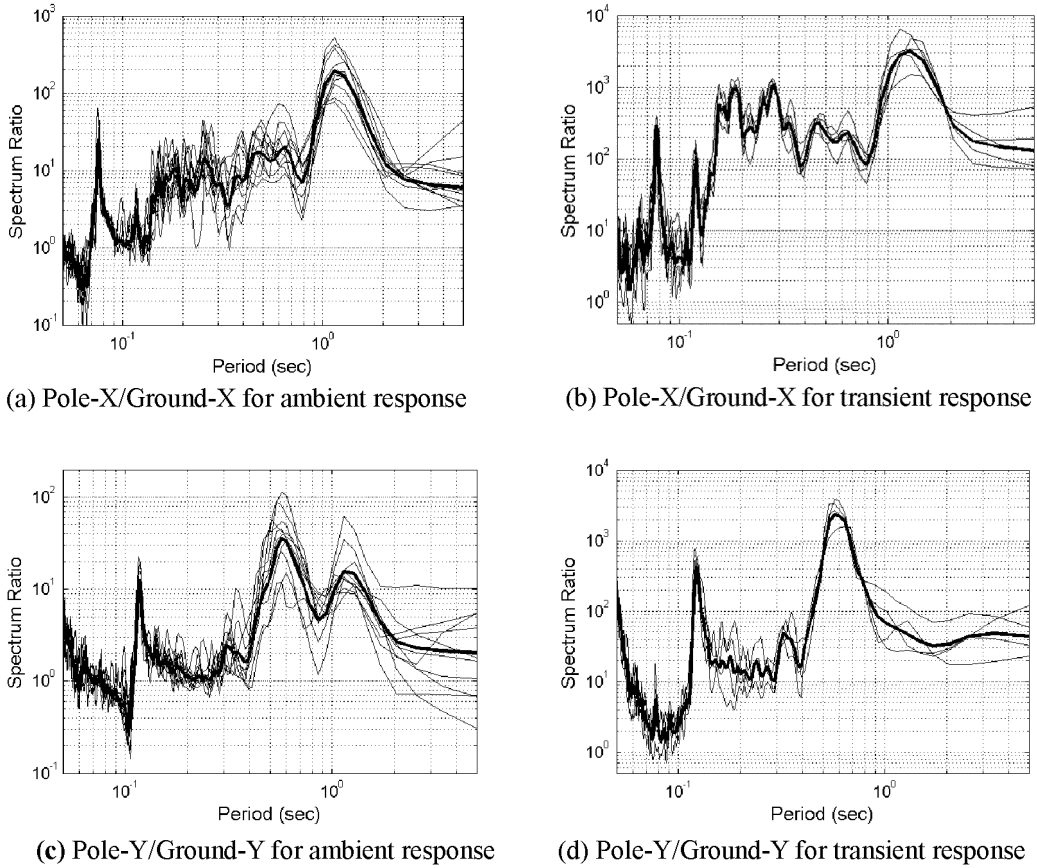 Spectrum Ratio
10^3
10^2
10^1
10^0
10^-1
10^-1
10^0
Period (sec)
(a) Pole-X/Ground-X for ambient response
Spectrum Ratio
10^4
10^3
10^2
10^1
10^0
10^-1
10^0
Period (sec)
(b) Pole-X/Ground-X for transient response
Spectrum Ratio
10^2
10^1
10^0
10^-1
10^-1
10^0
Period (sec)
(c) Pole-Y/Ground-Y for ambient response
Spectrum Ratio
10^4
10^3
10^2
10^1
10^0
10^-1
10^0
Period (sec)
(d) Pole-Y/Ground-Y for transient response